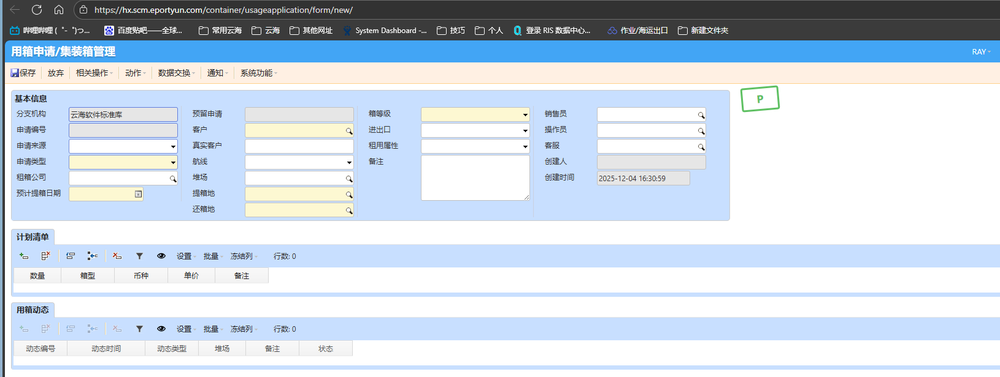 https://hx.scm.eportyun.com/container/usageapplication/form/new/
哔哩哔哩 ( ゜- ゜)つ... 百度贴吧——全球... 常用云海 云海 其他网址 System Dashboard -... 技巧 个人 登录 RIS 数据中心... 作业/海运出口 新建文件夹
用箱申请/集装箱管理 RAY
保存 放弃 相关操作 动作 数据交换 通知 系统功能
基本信息 P
分支机构 云海软件标准库 预留申请 箱等级 销售员
申请编号 客户 进出口 操作员
申请来源 真实客户 租用属性 客服
申请类型 航线 备注 创建人
租箱公司 堆场 创建时间 2025-12-04 16:30:59
预计提箱日期 提箱地
还箱地
计划清单
设置 批量 冻结列 行数: 0
数量 箱型 币种 单价 备注
用箱动态
设置 批量 冻结列 行数: 0
动态编号 动态时间 动态类型 堆场 备注 状态